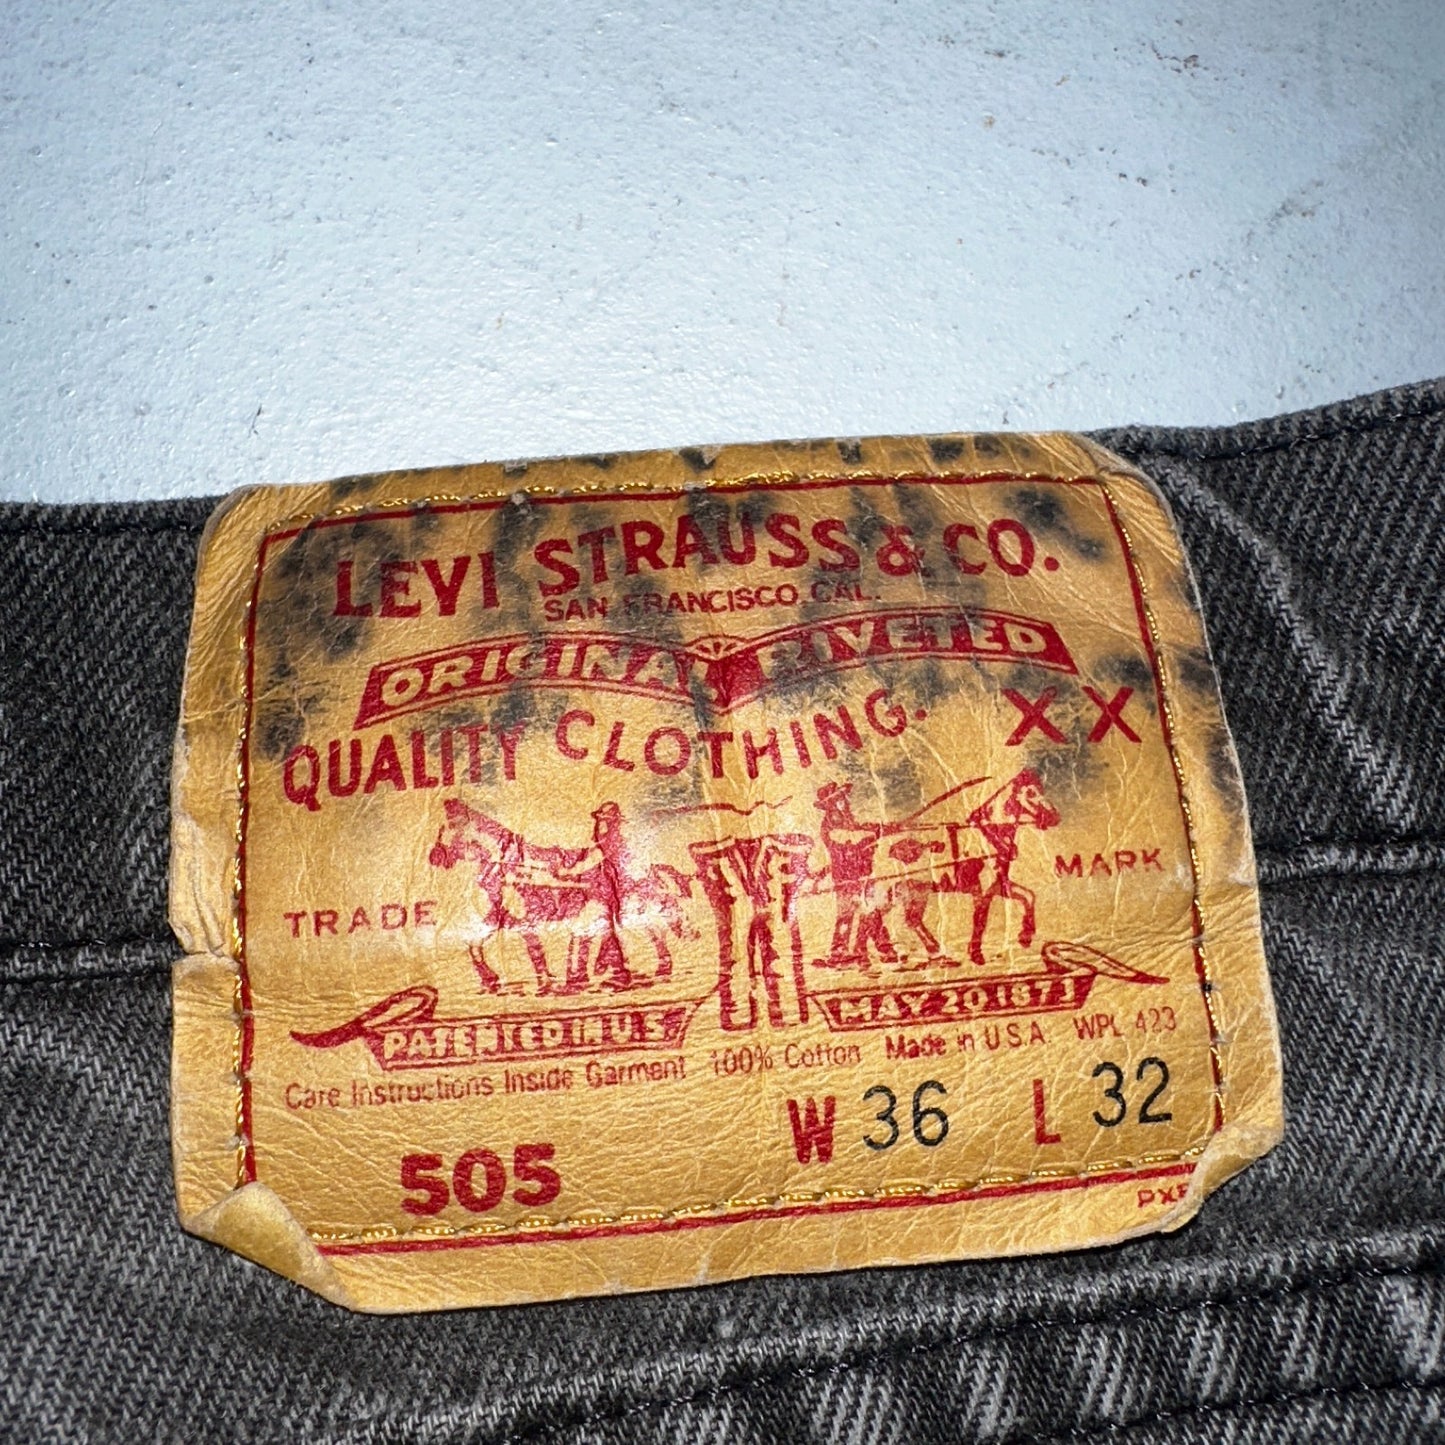 LEVI STRAUSS & CO.
SAN FRANCISCO CAL.
ORIGINAL RIVETED
QUALITY CLOTHING. XX
TRADE MARK
PATENTED IN U.S. MAY 20 1873
Care Instructions Inside Garment 100% Cotton Made in U.S.A. WPL 423
505 W 36 L 32